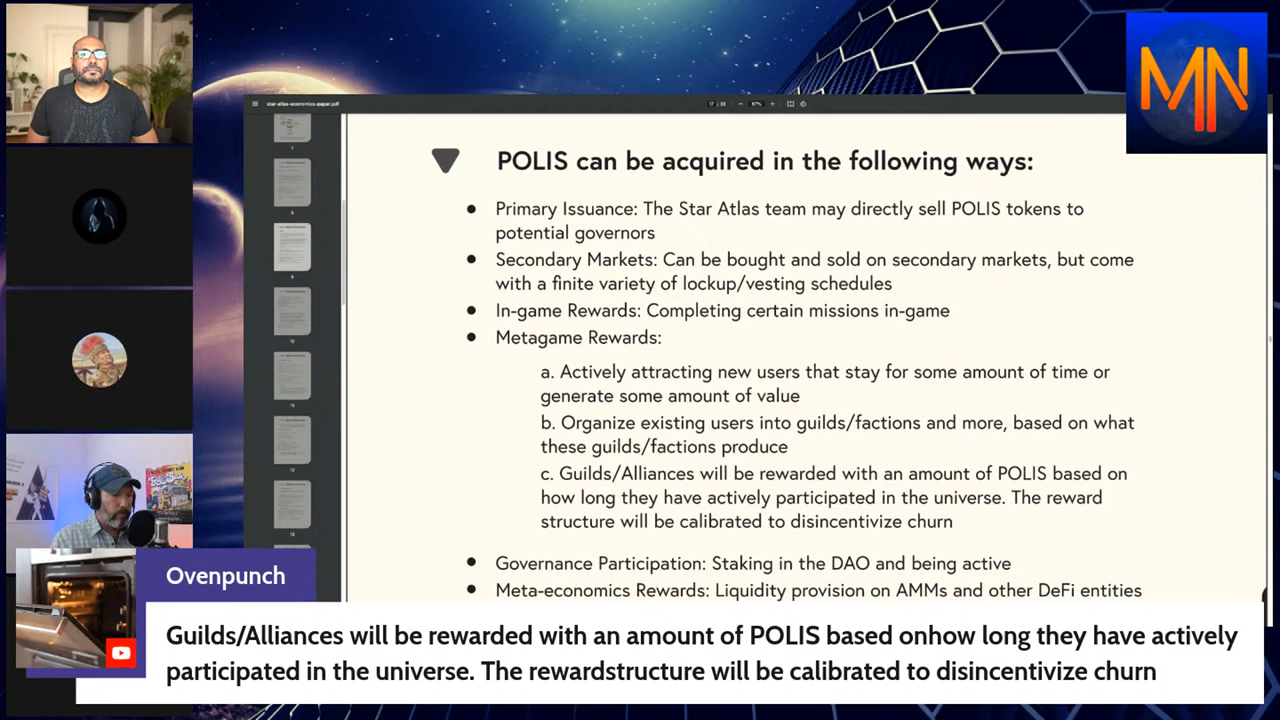 MN
star-atlas-economics-paper.pdf
17 / 38
67%
POLIS can be acquired in the following ways:
Primary Issuance: The Star Atlas team may directly sell POLIS tokens to
potential governors
Secondary Markets: Can be bought and sold on secondary markets, but come
with a finite variety of lockup/vesting schedules
In-game Rewards: Completing certain missions in-game
Metagame Rewards:
a. Actively attracting new users that stay for some amount of time or
generate some amount of value
b. Organize existing users into guilds/factions and more, based on what
these guilds/factions produce
c. Guilds/Alliances will be rewarded with an amount of POLIS based on
how long they have actively participated in the universe. The reward
structure will be calibrated to disincentivize churn
Governance Participation: Staking in the DAO and being active
Meta-economics Rewards: Liquidity provision on AMMs and other DeFi entities
Ovenpunch
Guilds/Alliances will be rewarded with an amount of POLIS based onhow long they have actively
participated in the universe. The rewardstructure will be calibrated to disincentivize churn